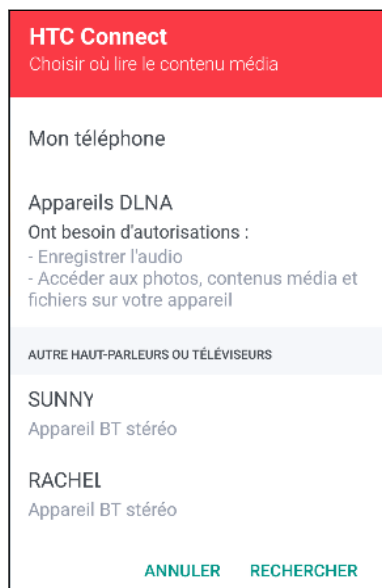 HTC Connect
Choisir où lire le contenu média
Mon téléphone
Appareils DLNA
Ont besoin d'autorisations :
- Enregistrer l'audio
- Accéder aux photos, contenus média et
fichiers sur votre appareil
AUTRE HAUT-PARLEURS OU TÉLÉVISEURS
SUNNY
Appareil BT stéréo
RACHEL
Appareil BT stéréo
ANNULER RECHERCHER